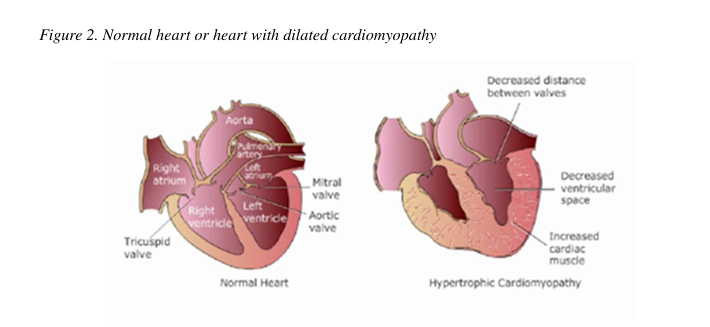 Figure 2. Normal heart or heart with dilated cardiomyopathy
Decreased distance
between valves
Aorta
Pulmonary
artery
Left
atrium
Right
atrium
Mitral
valve
Right
ventricle
Left
ventricle
Aortic
valve
Tricuspid
valve
Decreased
ventricular
space
Increased
cardiac
muscle
Normal Heart
Hypertrophic Cardiomyopathy